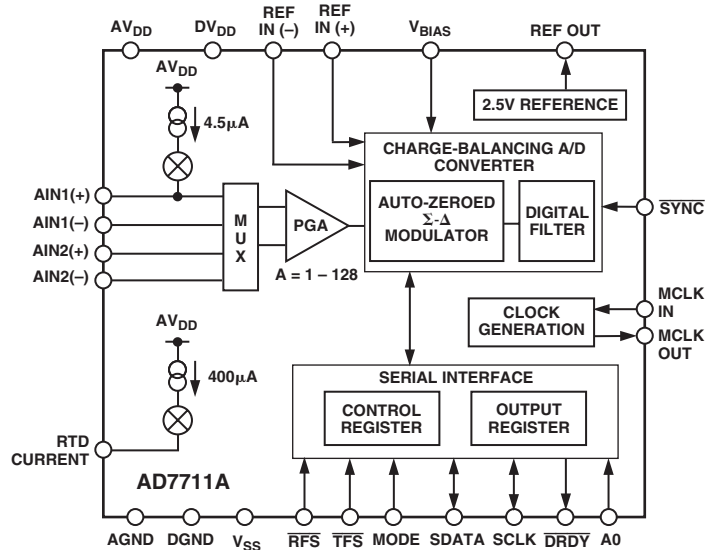 AVDD
DVDD
REF
IN (–)
REF
IN (+)
VBIAS
REF OUT
AVDD
4.5µA
2.5V REFERENCE
CHARGE-BALANCING A/D
CONVERTER
AIN1(+)
AIN1(–)
AIN2(+)
AIN2(–)
M
U
X
PGA
A = 1 – 128
AUTO-ZEROED
Σ-Δ
MODULATOR
DIGITAL
FILTER
SYNC
AVDD
400µA
CLOCK
GENERATION
MCLK
IN
MCLK
OUT
SERIAL INTERFACE
CONTROL
REGISTER
OUTPUT
REGISTER
RTD
CURRENT
AD7711A
AGND
DGND
VSS
RFS
TFS
MODE
SDATA
SCLK
DRDY
A0